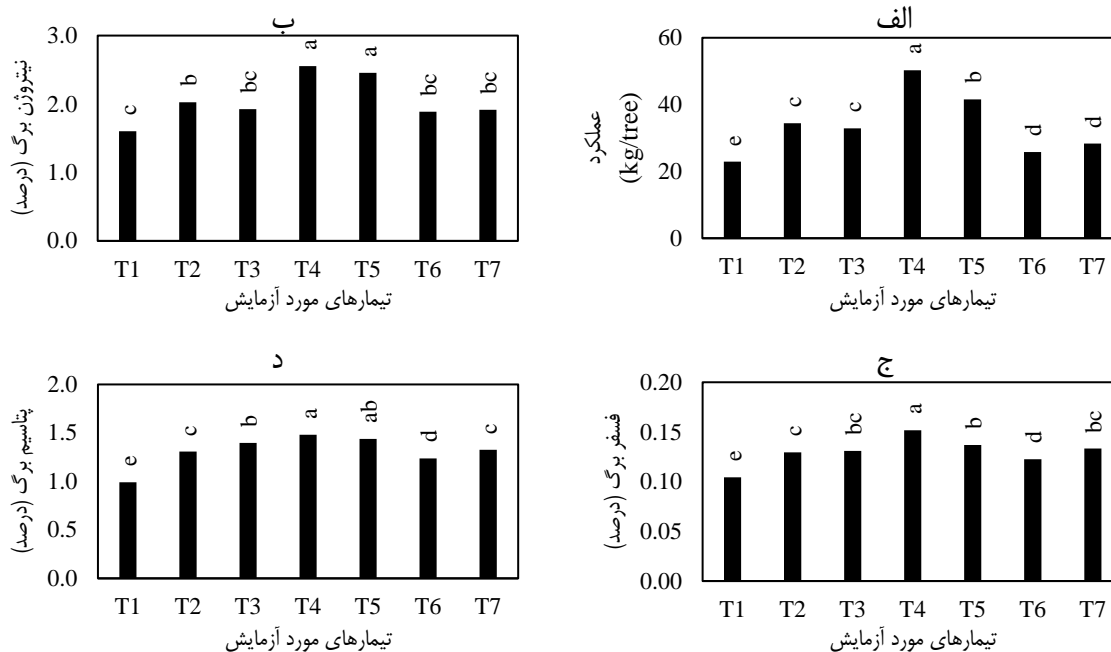 الف
عملکرد
(kg/tree)
60
40
20
0
e
c
c
a
b
d
d
T1 T2 T3 T4 T5 T6 T7
تیمارهای مورد آزمایش
ب
نیتروژن برگ (درصد)
3.0
2.0
1.0
0.0
c
b
bc
a
a
bc
bc
T1 T2 T3 T4 T5 T6 T7
تیمارهای مورد آزمایش
ج
فسفر برگ (درصد)
0.20
0.15
0.10
0.05
0.00
e
c
bc
a
b
d
bc
T1 T2 T3 T4 T5 T6 T7
تیمارهای مورد آزمایش
د
پتاسیم برگ (درصد)
2.0
1.5
1.0
0.5
0.0
e
c
b
a
ab
d
c
T1 T2 T3 T4 T5 T6 T7
تیمارهای مورد آزمایش